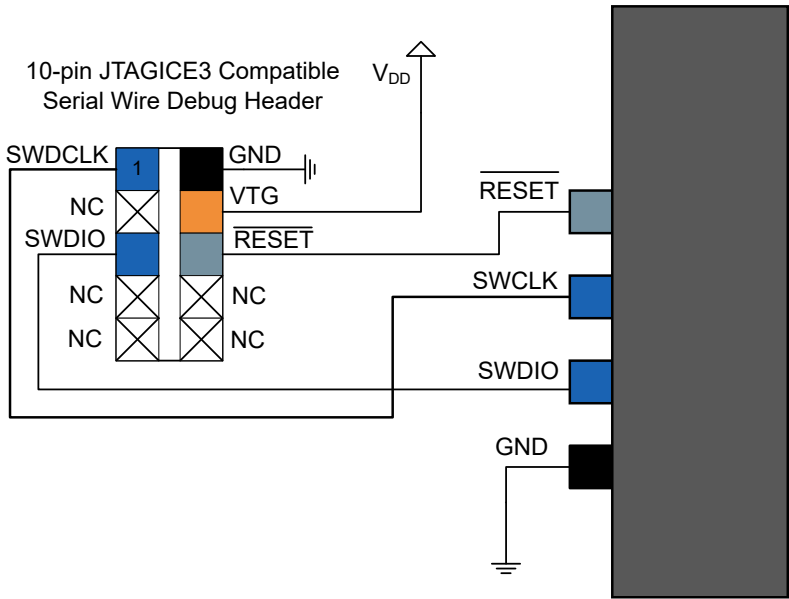 10-pin JTAGICE3 Compatible
Serial Wire Debug Header
VDD
SWDCLK
1
GND
NC
VTG
SWDIO
RESET
NC
NC
NC
NC
RESET
SWCLK
SWDIO
GND